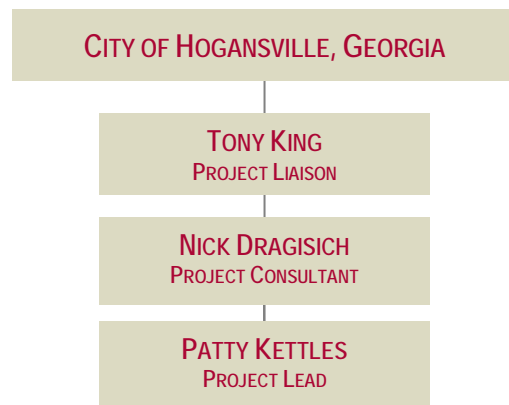 City of Hogansville, Georgia
Tony King
Project Liaison
Nick Dragisich
Project Consultant
Patty Kettles
Project Lead